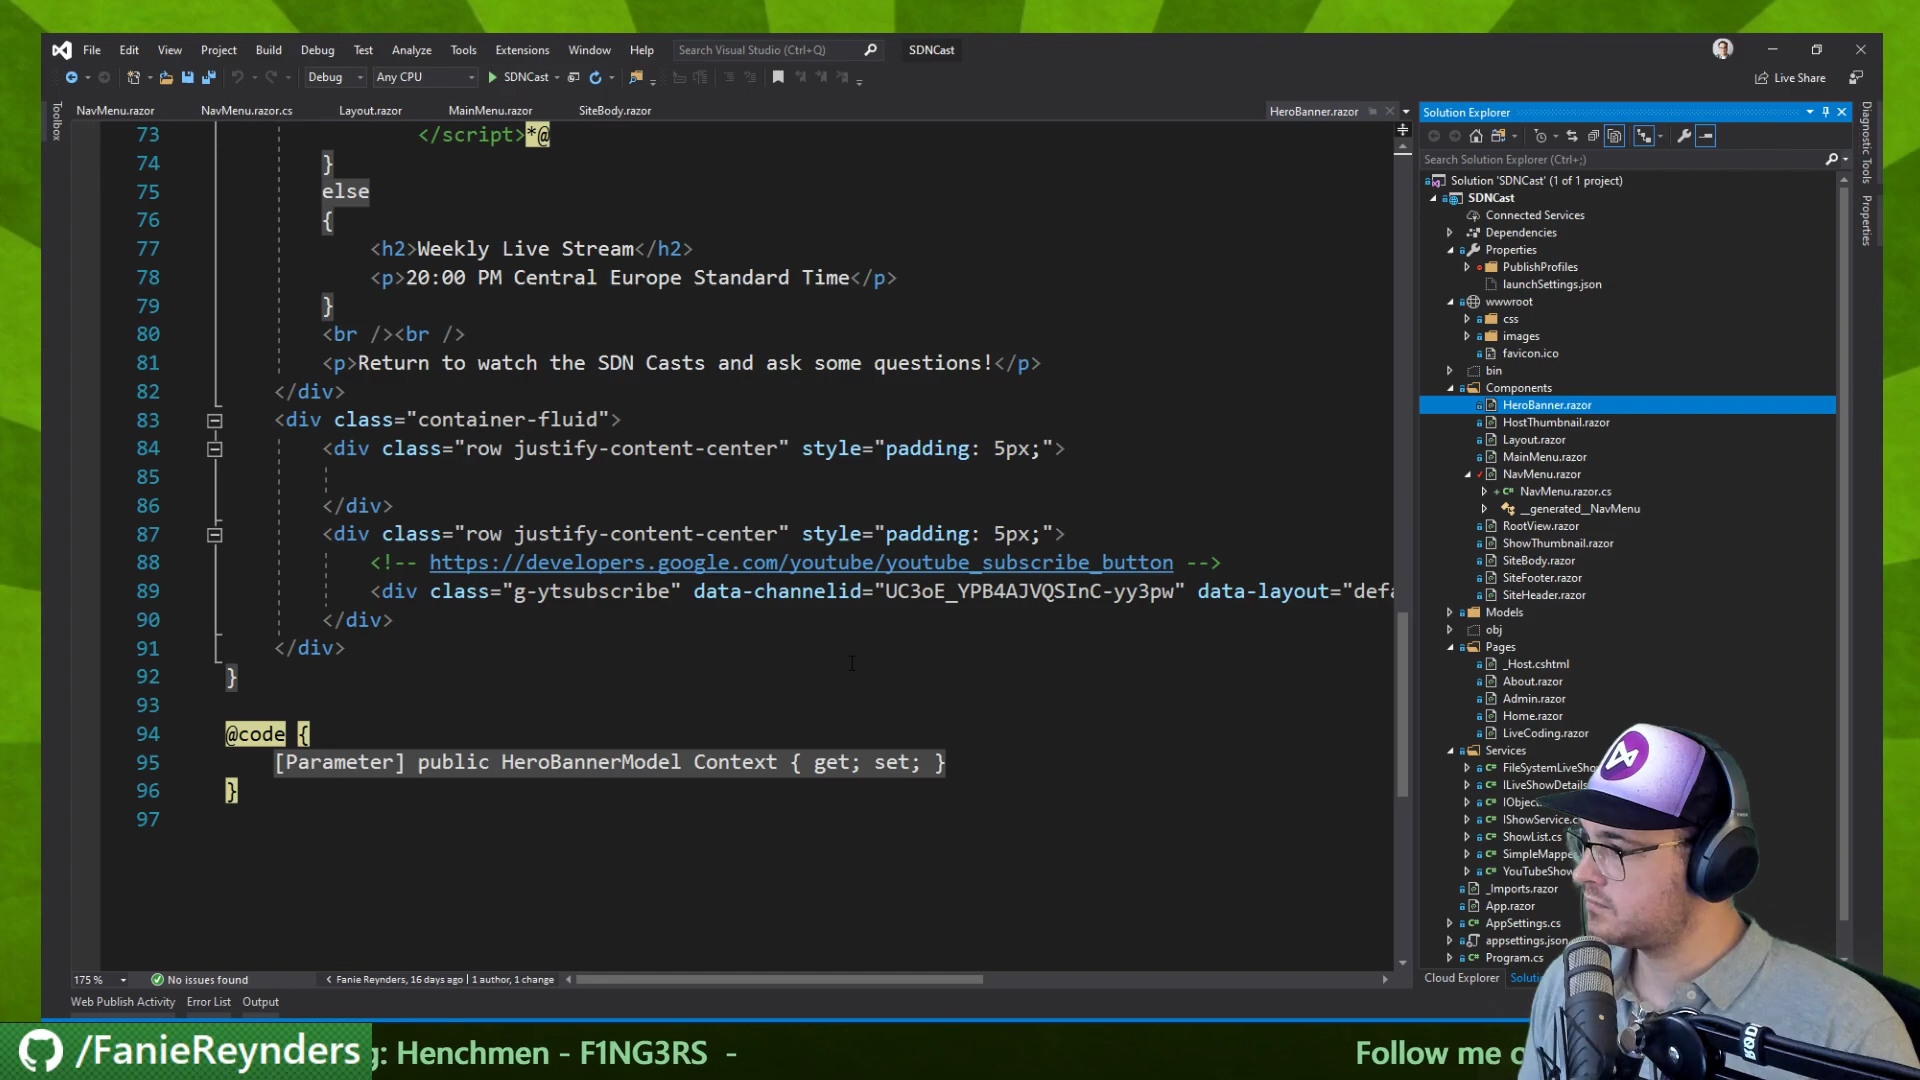 File Edit View Project Build Debug Test Analyze Tools Extensions Window Help Search Visual Studio (Ctrl+Q) SDNCast
Debug Any CPU SDNCast Live Share
Toolbox
NavMenu.razor NavMenu.razor.cs Layout.razor MainMenu.razor SiteBody.razor HeroBanner.razor
73 </script>*@
74 }
75 else
76 {
77 <h2>Weekly Live Stream</h2>
78 <p>20:00 PM Central Europe Standard Time</p>
79 }
80 <br /><br />
81 <p>Return to watch the SDN Casts and ask some questions!</p>
82 </div>
83 <div class="container-fluid">
84 <div class="row justify-content-center" style="padding: 5px;">
85
86 </div>
87 <div class="row justify-content-center" style="padding: 5px;">
88 <!-- https://developers.google.com/youtube/youtube_subscribe_button -->
89 <div class="g-ytsubscribe" data-channelid="UC3oE_YPB4AJVQSInC-yy3pw" data-layout="defa
90 </div>
91 </div>
92 }
93
94 @code {
95 [Parameter] public HeroBannerModel Context { get; set; }
96 }
97
175 % No issues found Fanie Reynders, 16 days ago | 1 author, 1 change
Web Publish Activity Error List Output
Solution Explorer
Search Solution Explorer (Ctrl+;)
Solution 'SDNCast' (1 of 1 project)
SDNCast
Connected Services
Dependencies
Properties
PublishProfiles
launchSettings.json
wwwroot
css
images
favicon.ico
bin
Components
HeroBanner.razor
HostThumbnail.razor
Layout.razor
MainMenu.razor
NavMenu.razor
NavMenu.razor.cs
__generated__NavMenu
RootView.razor
ShowThumbnail.razor
SiteBody.razor
SiteFooter.razor
SiteHeader.razor
Models
obj
Pages
_Host.cshtml
About.razor
Admin.razor
Home.razor
LiveCoding.razor
Services
FileSystemLiveSho
ILiveShowDetails
IObjec
IShowService.c
ShowList.cs
SimpleMappe
YouTubeShow
_Imports.razor
App.razor
AppSettings.cs
appsettings.json
Program.cs
Cloud Explorer Soluti
Diagnostic Tools
Properties
/FanieReynders g: Henchmen - F1NG3RS - Follow me o